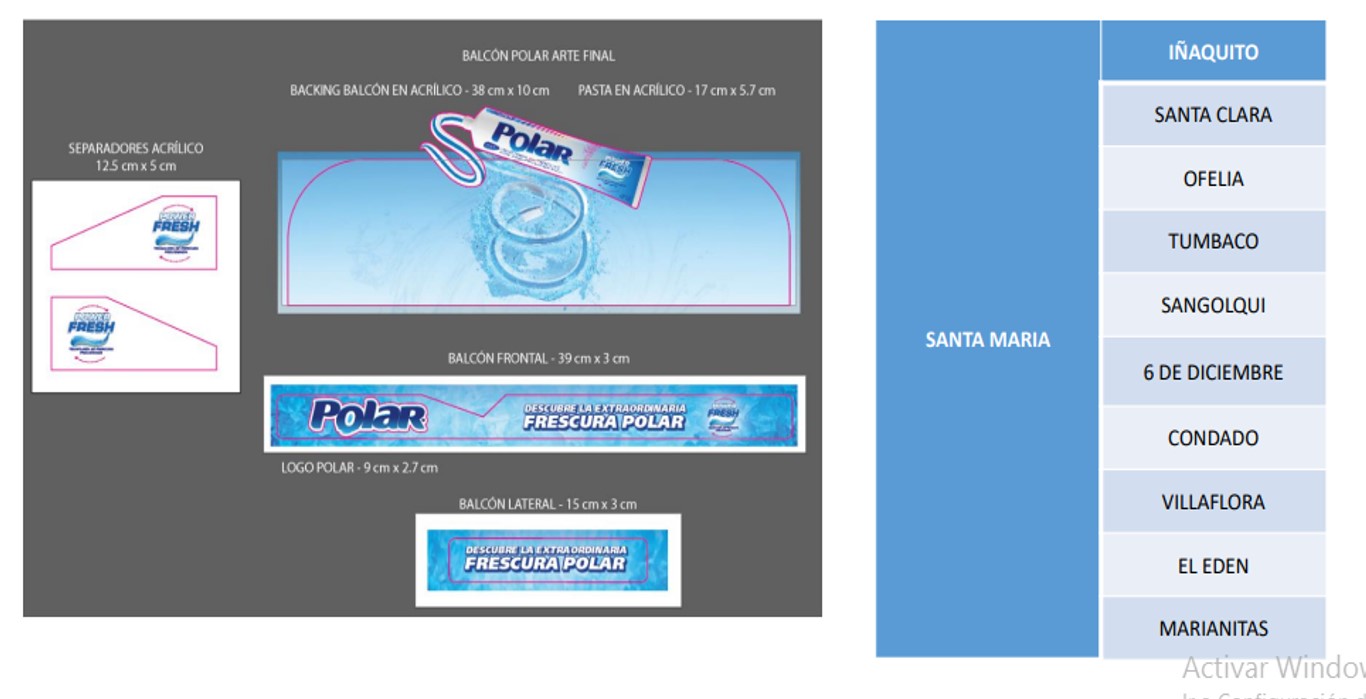 BALCÓN POLAR ARTE FINAL
BACKING BALCÓN EN ACRÍLICO - 38 cm x 10 cm
PASTA EN ACRÍLICO - 17 cm x 5.7 cm
SEPARADORES ACRÍLICO
12.5 cm x 5 cm
POWER
FRESH
POWER
FRESH
Polar
FRESH
BALCÓN FRONTAL - 39 cm x 3 cm
Polar
DESCUBRE LA EXTRAORDINARIA
FRESCURA POLAR
FRESH
LOGO POLAR - 9 cm x 2.7 cm
BALCÓN LATERAL - 15 cm x 3 cm
DESCUBRE LA EXTRAORDINARIA
FRESCURA POLAR
SANTA MARIA
IÑAQUITO
SANTA CLARA
OFELIA
TUMBACO
SANGOLQUI
6 DE DICIEMBRE
CONDADO
VILLAFLORA
EL EDEN
MARIANITAS
Activar Window